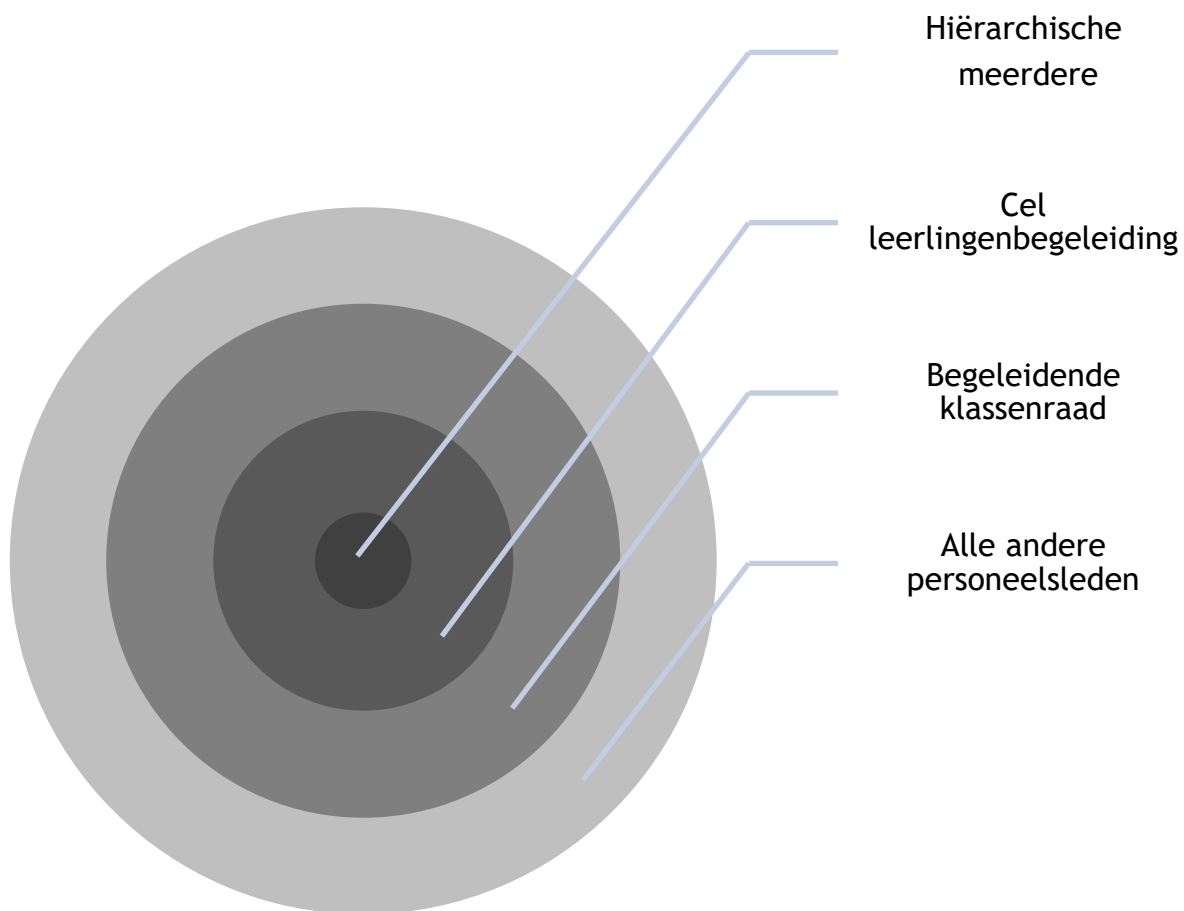 Hiërarchische
meerdere
Cel
leerlingenbegeleiding
Begeleidende
klassenraad
Alle andere
personeelsleden